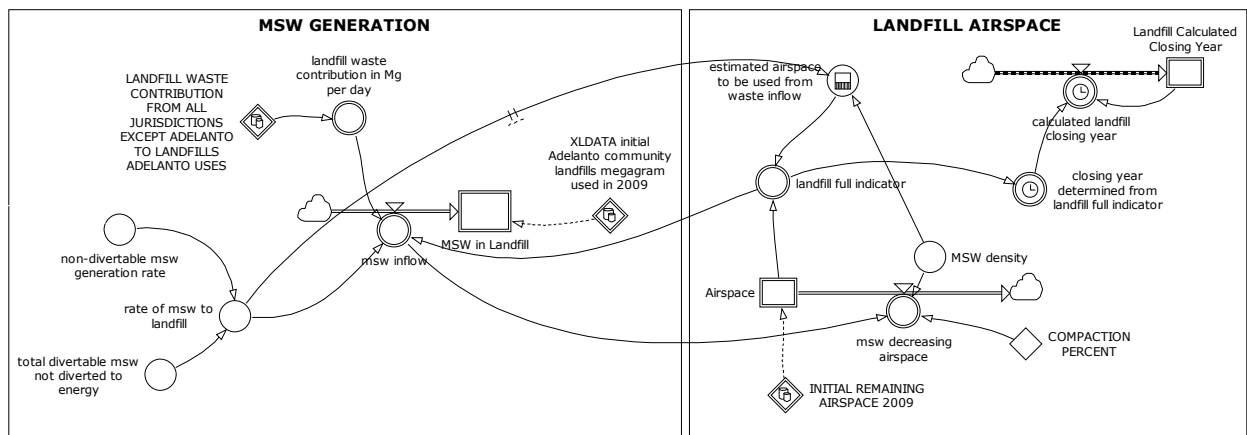 MSW GENERATION
LANDFILL WASTE
CONTRIBUTION
FROM ALL
JURISDICTIONS
EXCEPT ADELANTO
TO LANDFILLS
ADELANTO USES
landfill waste
contribution in Mg
per day
XLDATA initial
Adelanto community
landfills megagram
used in 2009
MSW in Landfill
msw inflow
non-divertable msw
generation rate
rate of msw to
landfill
total divertable msw
not diverted to
energy
LANDFILL AIRSPACE
estimated airspace
to be used from
waste inflow
Landfill Calculated
Closing Year
calculated landfill
closing year
landfill full indicator
closing year
determined from
landfill full indicator
MSW density
Airspace
msw decreasing
airspace
COMPACTION
PERCENT
INITIAL REMAINING
AIRSPACE 2009